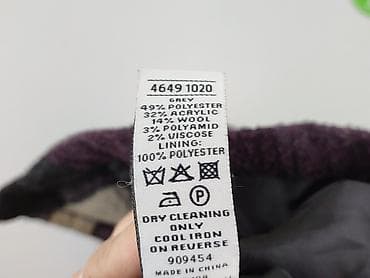 4649 1020
GREY
49% POLYESTER
32% ACRYLIC
14% WOOL
3% POLYAMID
2% VISCOSE
LINING:
100% POLYESTER
P
DRY CLEANING
ONLY
COOL IRON
ON REVERSE
909454
MADE IN CHINA